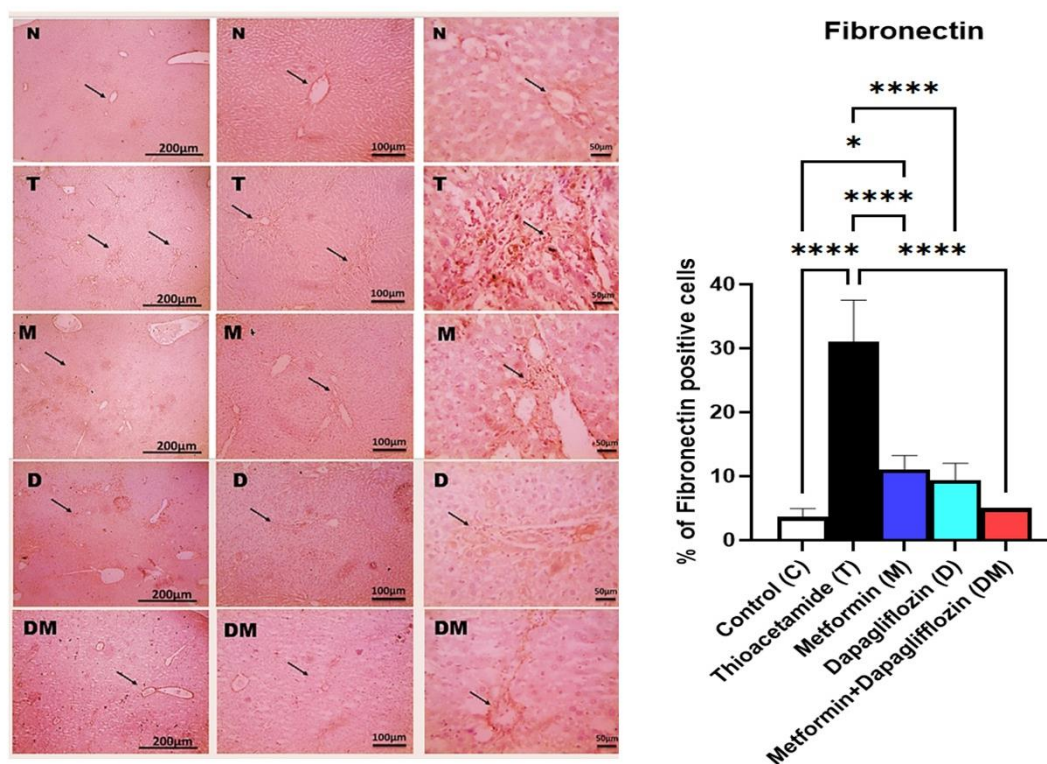 N
N
N
200µm
100µm
50µm
T
T
T
200µm
100µm
50µm
M
M
M
200µm
100µm
50µm
D
D
D
200µm
100µm
50µm
DM
DM
DM
200µm
100µm
50µm
Fibronectin
****
*
****
****
****
% of Fibronectin positive cells
40
30
20
10
0
Control (C)
Thioacetamide (T)
Metformin (M)
Dapagliflozin (D)
Metformin+Dapaglifflozin (DM)